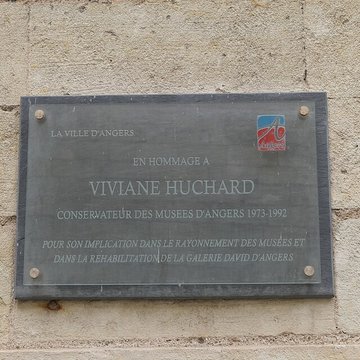 LA VILLE D'ANGERS
EN HOMMAGE A
VIVIANE HUCHARD
CONSERVATEUR DES MUSEES D'ANGERS 1973-1992
POUR SON IMPLICATION DANS LE RAYONNEMENT DES MUSÉES ET
DANS LA REHABILITATION DE LA GALERIE DAVID D'ANGERS